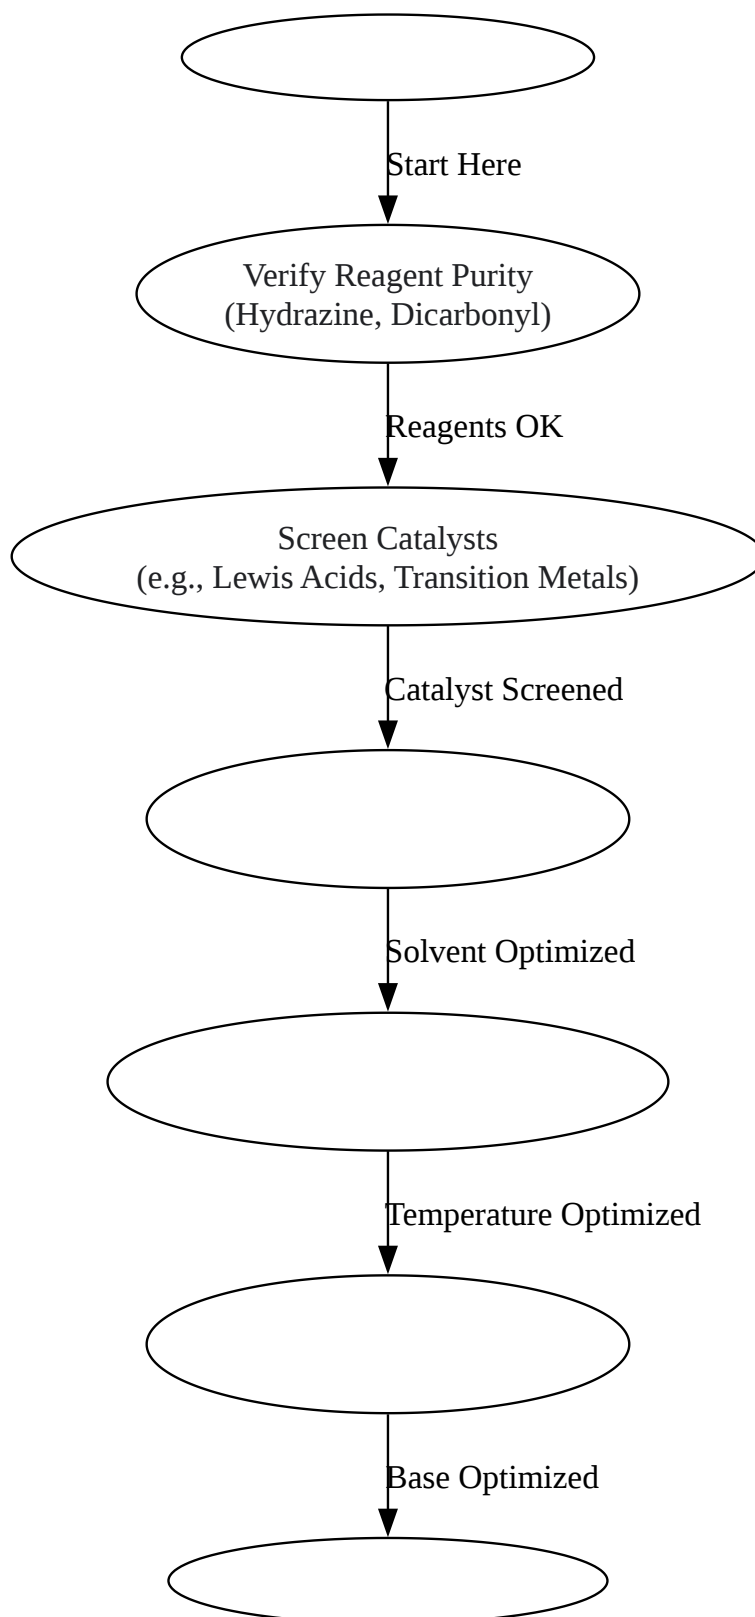 Start Here
Verify Reagent Purity
(Hydrazine, Dicarbonyl)
Reagents OK
Screen Catalysts
(e.g., Lewis Acids, Transition Metals)
Catalyst Screened
Solvent Optimized
Temperature Optimized
Base Optimized